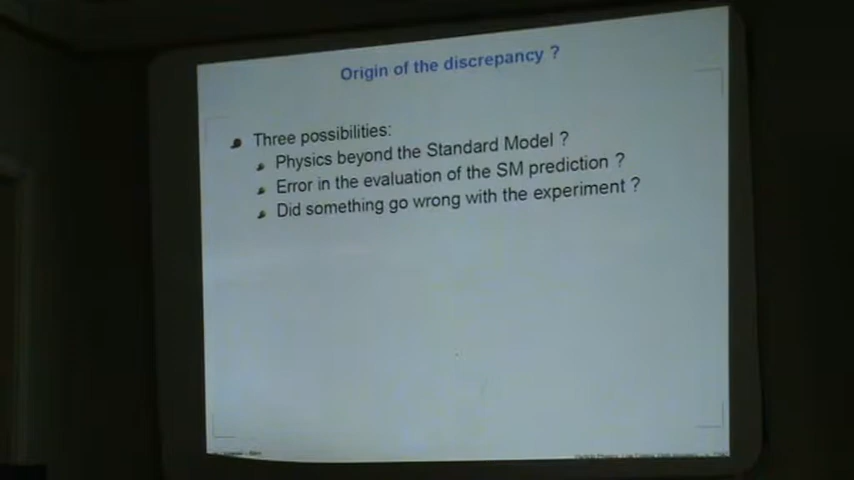 Origin of the discrepancy ?
Three possibilities:
Physics beyond the Standard Model ?
Error in the evaluation of the SM prediction ?
Did something go wrong with the experiment ?